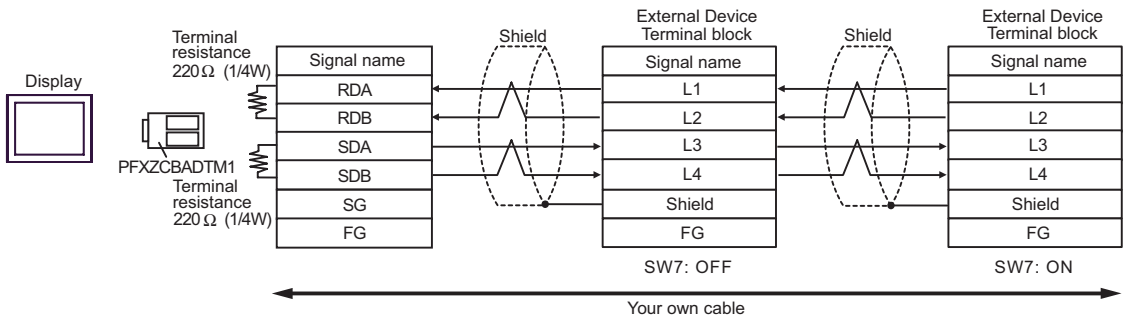 Display
PFXZCBADTM1
Terminal
resistance
220Ω (1/4W)
Terminal
resistance
220Ω (1/4W)
Signal name
RDA
RDB
SDA
SDB
SG
FG
Shield
External Device
Terminal block
Signal name
L1
L2
L3
L4
Shield
FG
SW7: OFF
Shield
External Device
Terminal block
Signal name
L1
L2
L3
L4
Shield
FG
SW7: ON
Your own cable